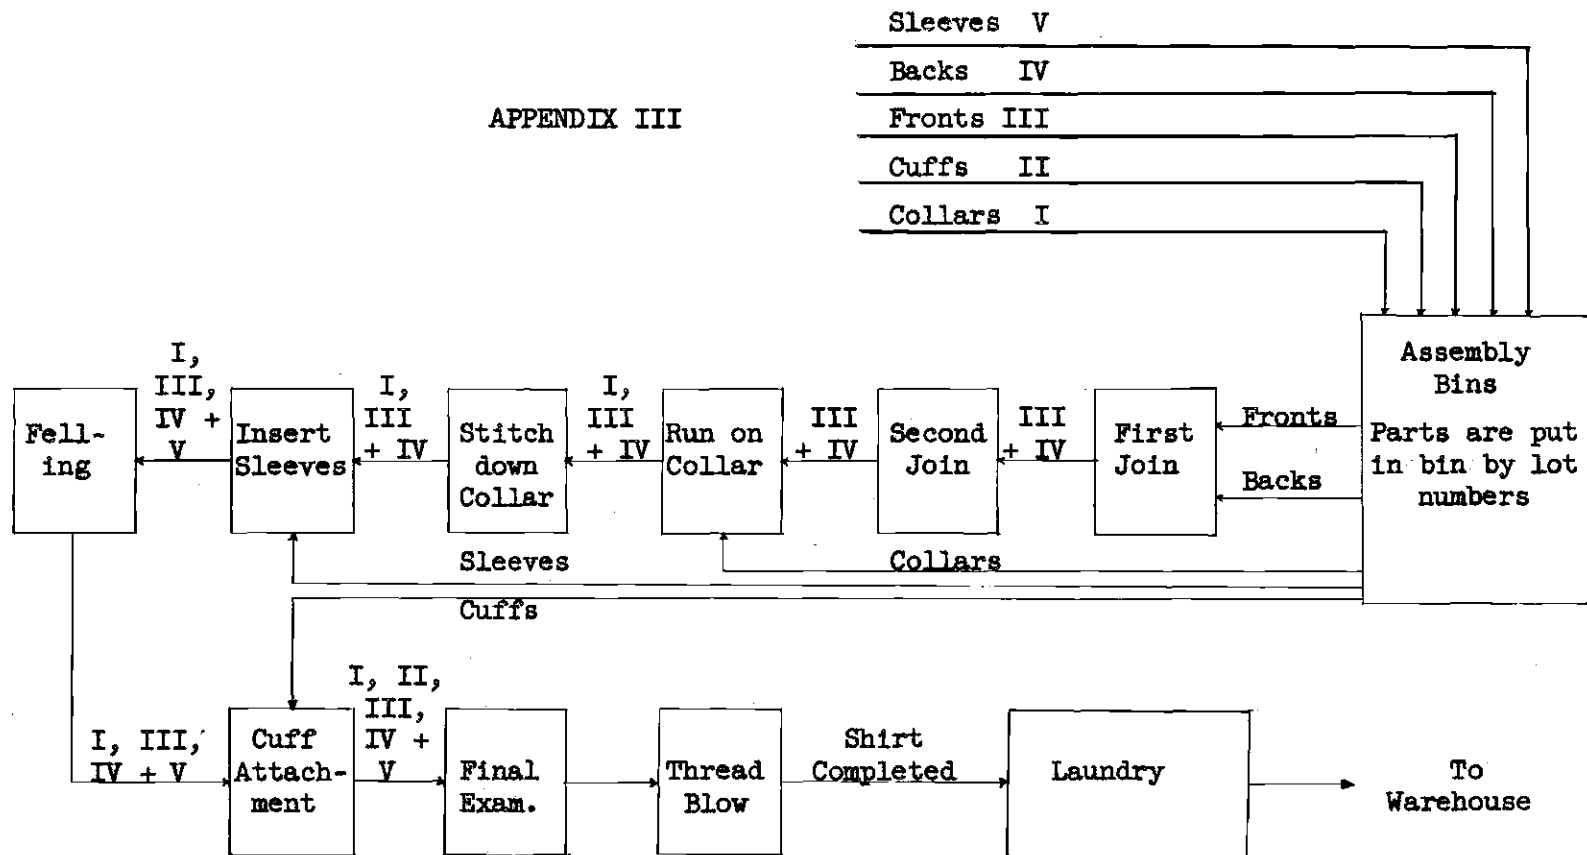 Sleeves V
Backs IV
APPENDIX III
Fronts III
Cuffs II
Collars I
Assembly
Bins
Parts are put
in bin by lot
numbers
Fronts
Backs
First
Join
III
+ IV
Second
Join
III
+ IV
Run on
Collar
I,
III
+ IV
Stitch
down
Collar
I,
III
+ IV
Insert
Sleeves
I,
III,
IV +
V
Fell-
ing
Sleeves
Collars
Cuffs
I, III,
IV + V
Cuff
Attach-
ment
I, II,
III,
IV +
V
Final
Exam.
Thread
Blow
Shirt
Completed
Laundry
To
Warehouse